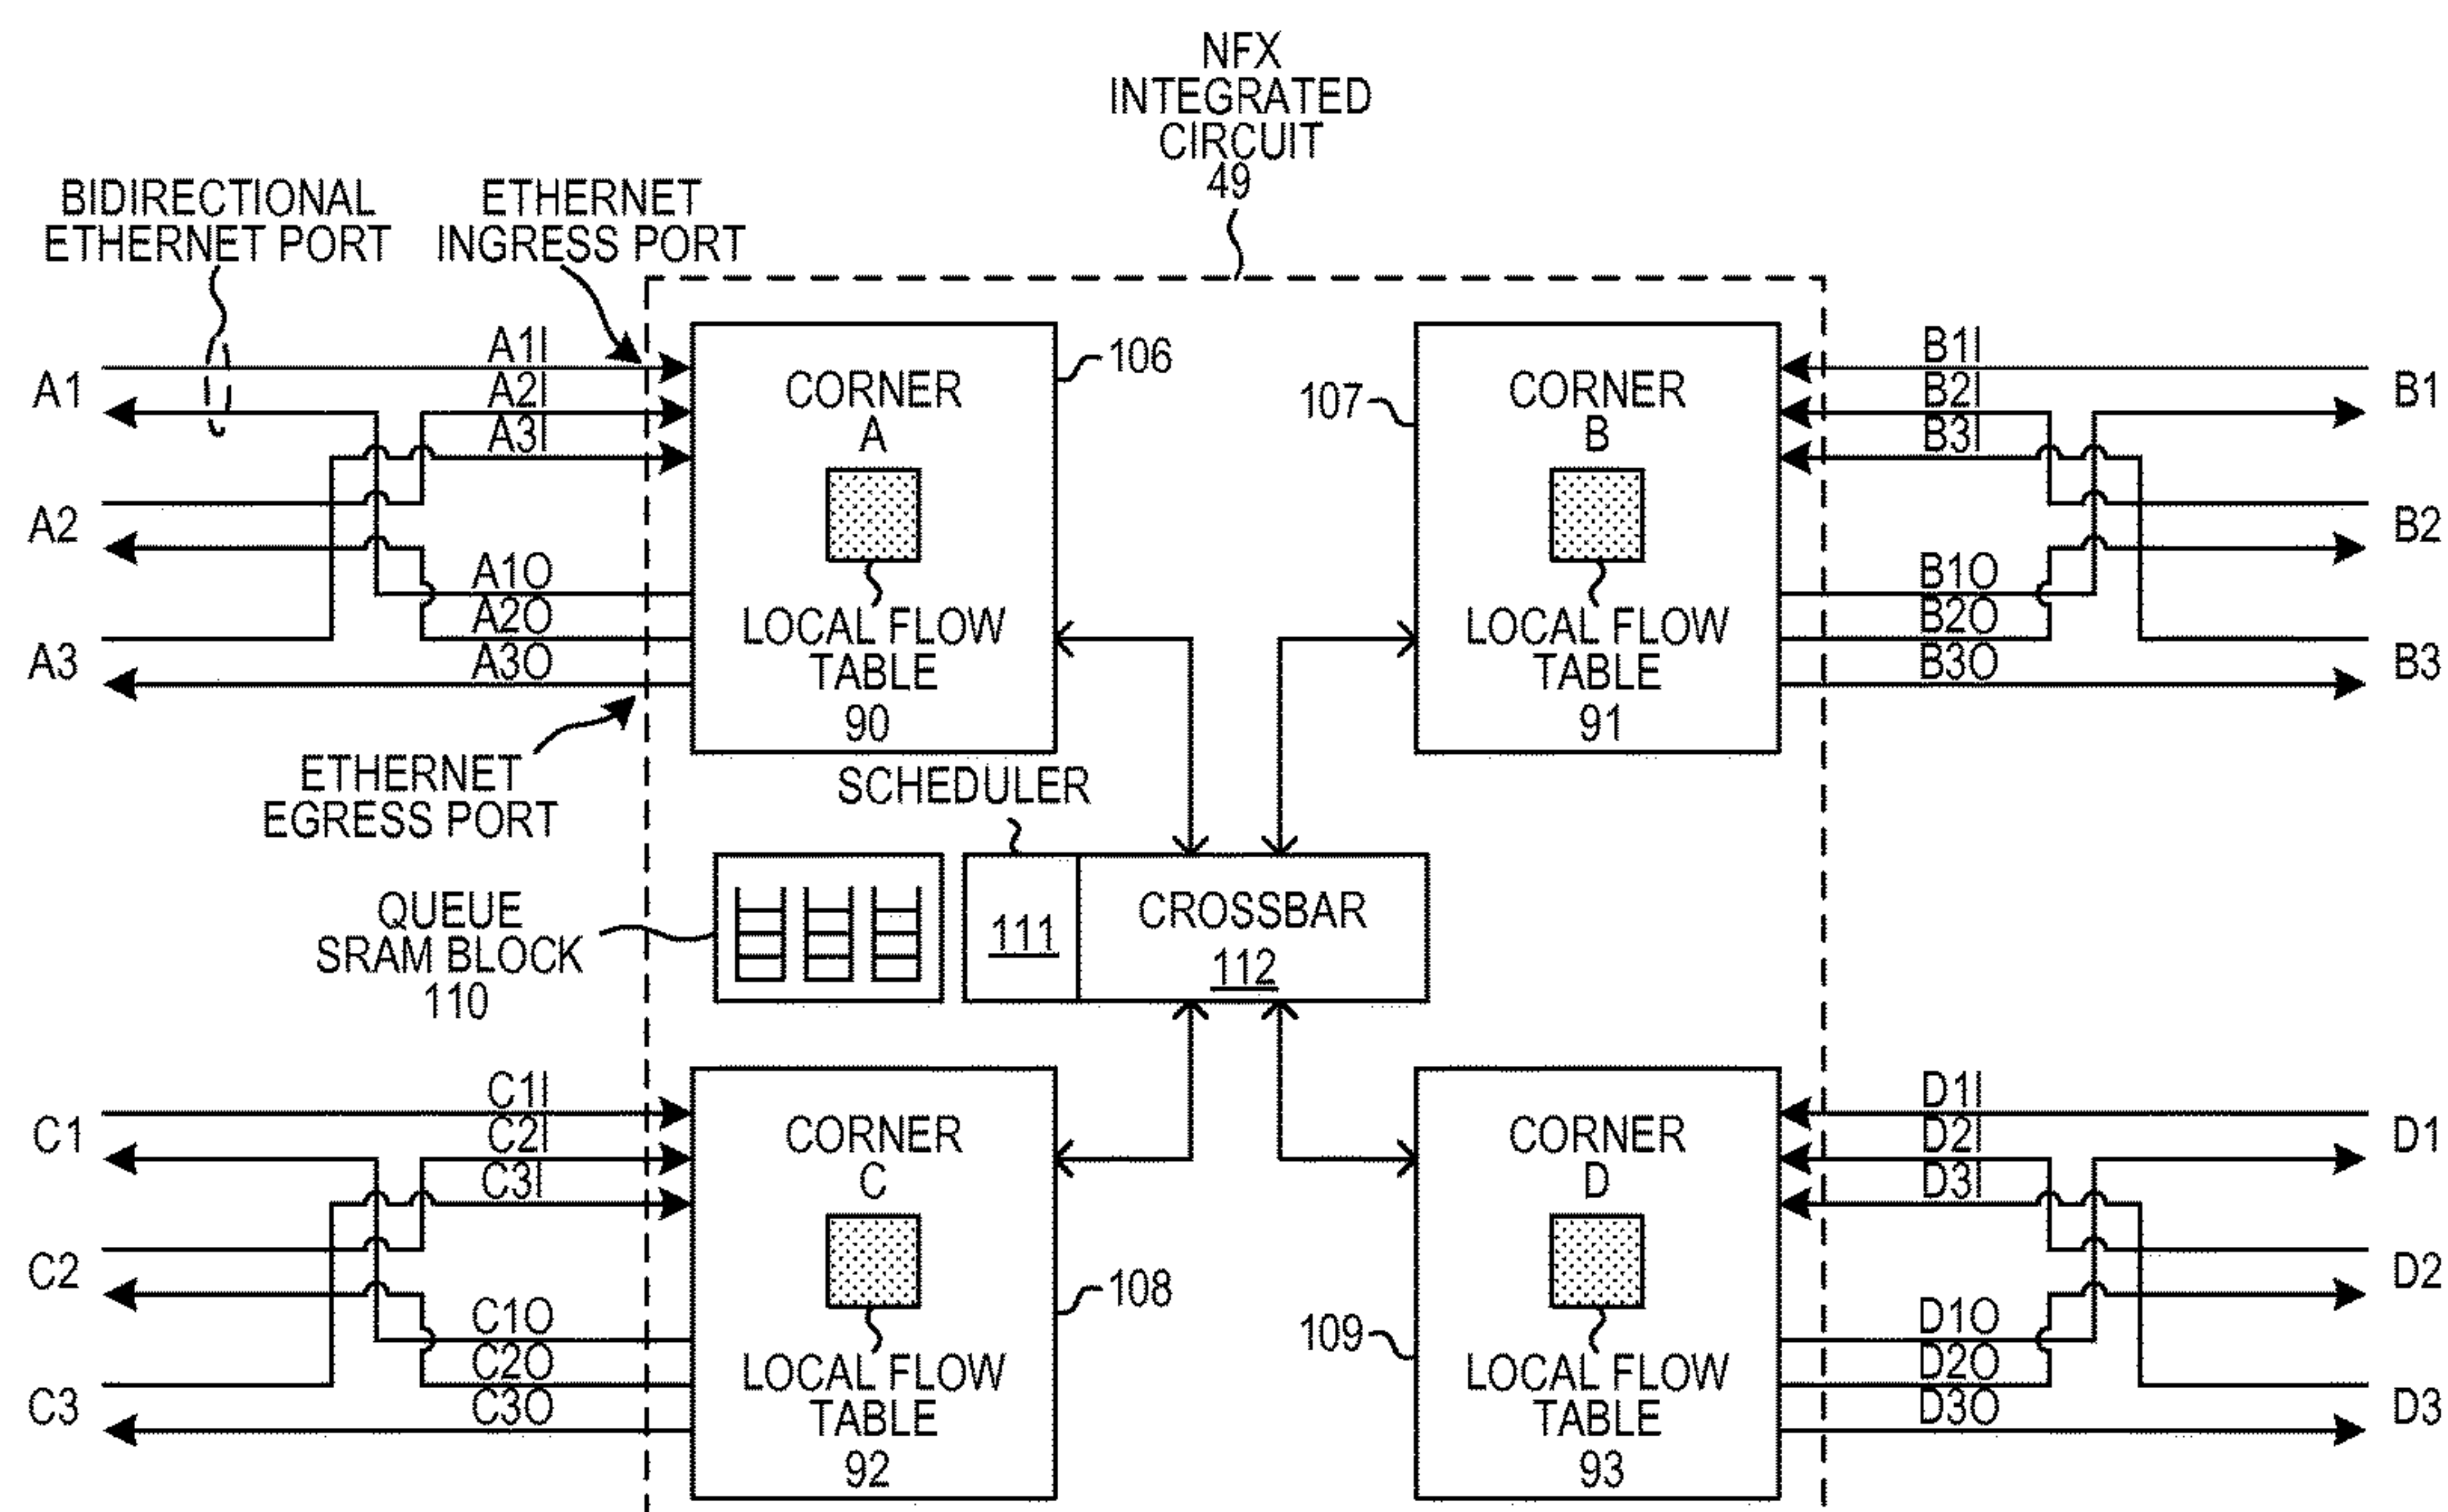 NFX
INTEGRATED
CIRCUIT
49
BIDIRECTIONAL
ETHERNET PORT
ETHERNET
INGRESS PORT
A1I
A2I
A3I
A1
A2
A3
A1O
A2O
A3O
CORNER
A
LOCAL FLOW
TABLE
90
106
107
CORNER
B
LOCAL FLOW
TABLE
91
B1I
B2I
B3I
B1
B2
B3
B1O
B2O
B3O
ETHERNET
EGRESS PORT
SCHEDULER
QUEUE
SRAM BLOCK
110
111
CROSSBAR
112
C1I
C2I
C3I
C1
C2
C3
C1O
C2O
C3O
CORNER
C
LOCAL FLOW
TABLE
92
108
109
CORNER
D
LOCAL FLOW
TABLE
93
D1I
D2I
D3I
D1
D2
D3
D1O
D2O
D3O